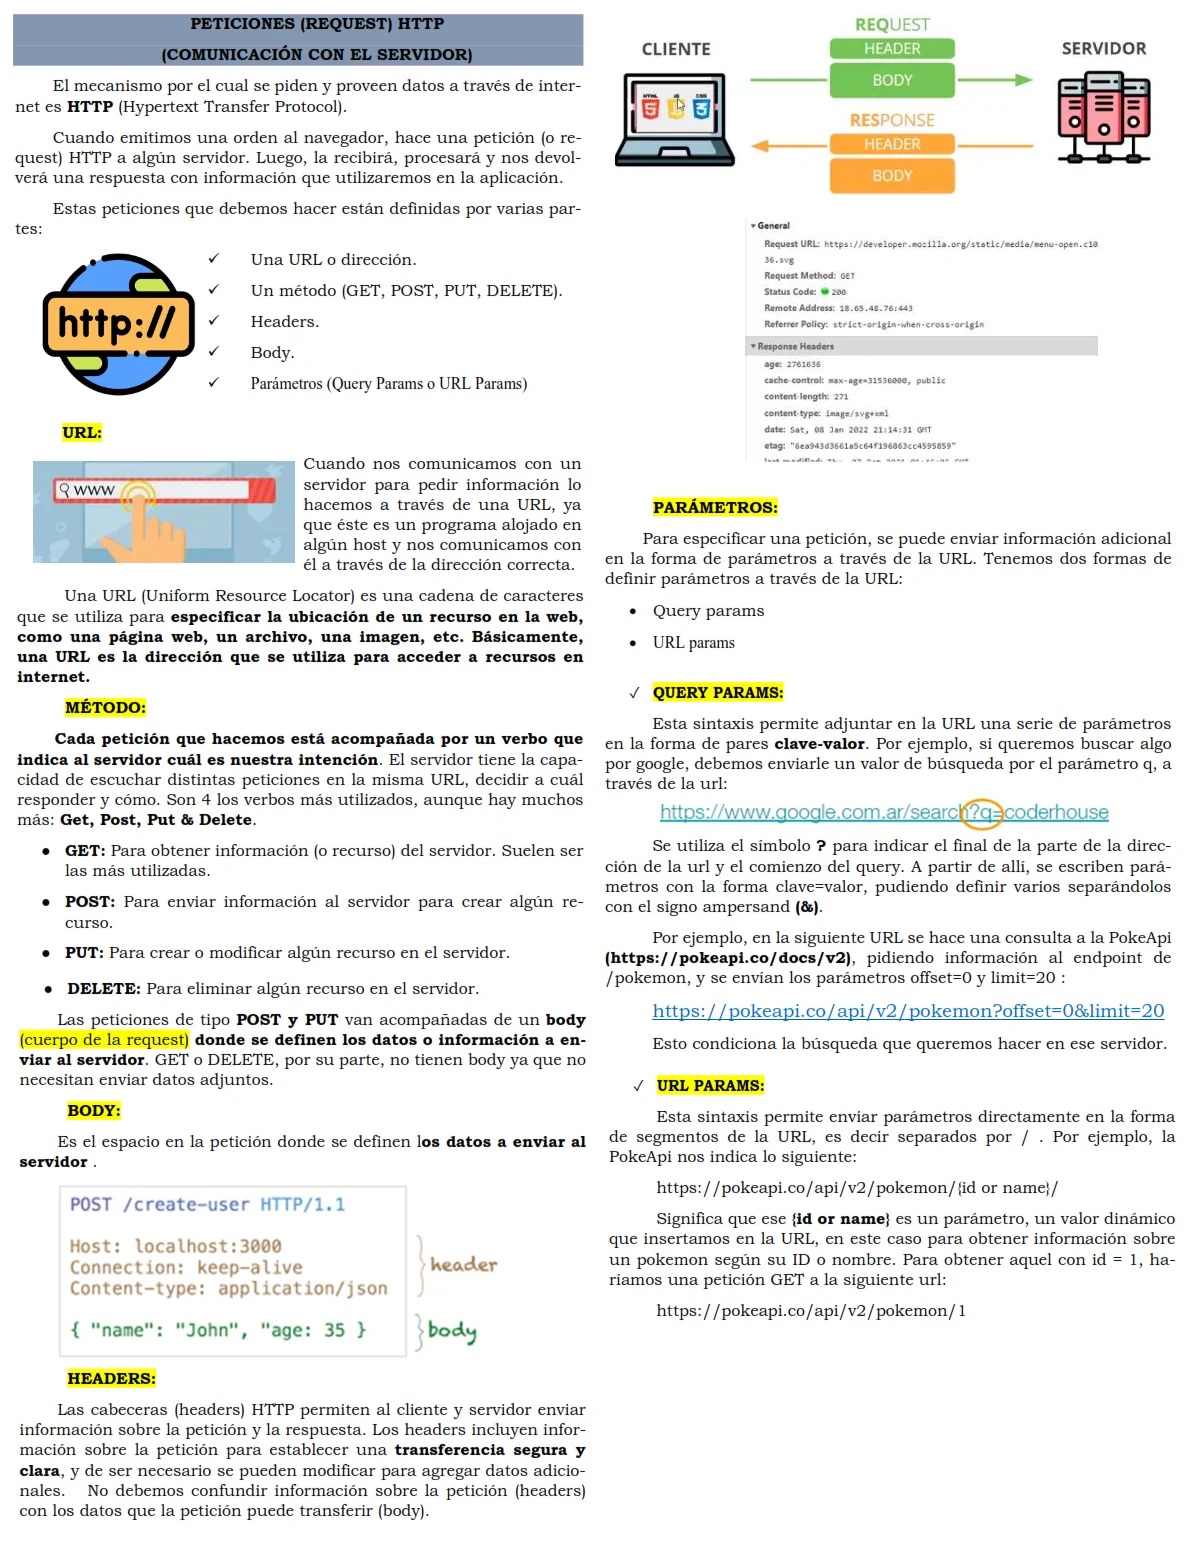 PETICIONES (REQUEST) HTTP
(COMUNICACIÓN CON EL SERVIDOR)
El mecanismo por el cual se piden y proveen datos a través de inter-
net es HTTP (Hypertext Transfer Protocol).
Cuando emitimos una orden al navegador, hace una petición (o re-
quest) HTTP a algún servidor. Luego, la recibirá, procesará y nos devol-
verá una respuesta con información que utilizaremos en la aplicación.
Estas peticiones que debemos hacer están definidas por varias par-
tes:
http://
✓ Una URL o dirección.
✓ Un método (GET, POST, PUT, DELETE).
✓ Headers.
✓ Body.
✓ Parámetros (Query Params o URL Params)
URL:
WWW
Cuando nos comunicamos con un
servidor para pedir información lo
hacemos a través de una URL, ya
que éste es un programa alojado en
algún host y nos comunicamos con
él a través de la dirección correcta.
Una URL (Uniform Resource Locator) es una cadena de caracteres
que se utiliza para especificar la ubicación de un recurso en la web,
como una página web, un archivo, una imagen, etc. Básicamente,
una URL es la dirección que se utiliza para acceder a recursos en
internet.
MÉTODO:
Cada petición que hacemos está acompañada por un verbo que
indica al servidor cuál es nuestra intención. El servidor tiene la capa-
cidad de escuchar distintas peticiones en la misma URL, decidir a cuál
responder y cómo. Son 4 los verbos más utilizados, aunque hay muchos
más: Get, Post, Put & Delete.
● GET: Para obtener información (o recurso) del servidor. Suelen ser
las más utilizadas.
● POST: Para enviar información al servidor para crear algún re-
curso.
● PUT: Para crear o modificar algún recurso en el servidor.
● DELETE: Para eliminar algún recurso en el servidor.
Las peticiones de tipo POST y PUT van acompañadas de un body
(cuerpo de la request) donde se definen los datos o información a en-
viar al servidor. GET o DELETE, por su parte, no tienen body ya que no
necesitan enviar datos adjuntos.
BODY:
Es el espacio en la petición donde se definen los datos a enviar al
servidor .
POST /create-user HTTP/1.1
Host: localhost:3000
Connection: keep-alive
Content-type: application/json
header
{ "name": "John", "age: 35 }
body
HEADERS:
Las cabeceras (headers) HTTP permiten al cliente y servidor enviar
información sobre la petición y la respuesta. Los headers incluyen infor-
mación sobre la petición para establecer una transferencia segura y
clara, y de ser necesario se pueden modificar para agregar datos adicio-
nales. No debemos confundir información sobre la petición (headers)
con los datos que la petición puede transferir (body).
CLIENTE
HTML
JS
CSS
5
3
REQUEST
HEADER
BODY
RESPONSE
HEADER
BODY
SERVIDOR
▼ General
Request URL: https://developer.mozilla.org/static/media/menu-open.c10
36.svg
Request Method: GET
Status Code: 200
Remote Address: 18.65.48.76:443
Referrer Policy: strict-origin-when-cross-origin
▼ Response Headers
age: 2761636
cache-control: max-age=31536000, public
content-length: 271
content-type: image/svg+xml
date: Sat, 08 Jan 2022 21:14:31 GMT
etag: "6ea943d3661a5c64f196863cc4595859"
PARÁMETROS:
Para especificar una petición, se puede enviar información adicional
en la forma de parámetros a través de la URL. Tenemos dos formas de
definir parámetros a través de la URL:
• Query params
• URL params
✓ QUERY PARAMS:
Esta sintaxis permite adjuntar en la URL una serie de parámetros
en la forma de pares clave-valor. Por ejemplo, si queremos buscar algo
por google, debemos enviarle un valor de búsqueda por el parámetro q, a
través de la url:
https://www.google.com.ar/search?q=coderhouse
Se utiliza el símbolo ? para indicar el final de la parte de la direc-
ción de la url y el comienzo del query. A partir de allí, se escriben pará-
metros con la forma clave=valor, pudiendo definir varios separándolos
con el signo ampersand (&).
Por ejemplo, en la siguiente URL se hace una consulta a la PokeApi
(https://pokeapi.co/docs/v2), pidiendo información al endpoint de
/pokemon, y se envían los parámetros offset=0 y limit=20 :
https://pokeapi.co/api/v2/pokemon?offset=0&limit=20
Esto condiciona la búsqueda que queremos hacer en ese servidor.
✓ URL PARAMS:
Esta sintaxis permite enviar parámetros directamente en la forma
de segmentos de la URL, es decir separados por / . Por ejemplo, la
PokeApi nos indica lo siguiente:
https://pokeapi.co/api/v2/pokemon/{id or name}/
Significa que ese {id or name} es un parámetro, un valor dinámico
que insertamos en la URL, en este caso para obtener información sobre
un pokemon según su ID o nombre. Para obtener aquel con id = 1, ha-
ríamos una petición GET a la siguiente url:
https://pokeapi.co/api/v2/pokemon/1